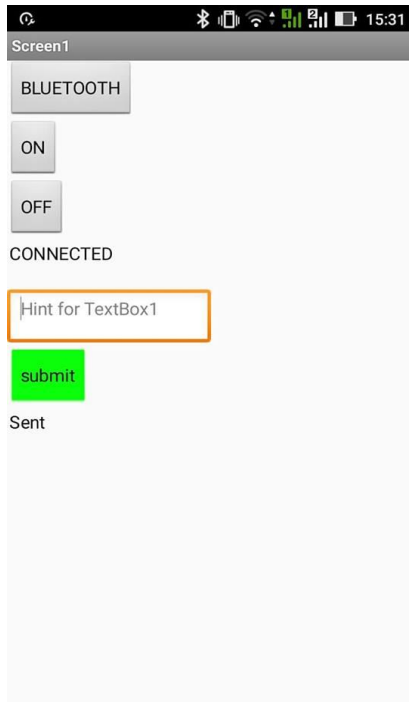 15:31
Screen1
BLUETOOTH
ON
OFF
CONNECTED
Hint for TextBox1
submit
Sent